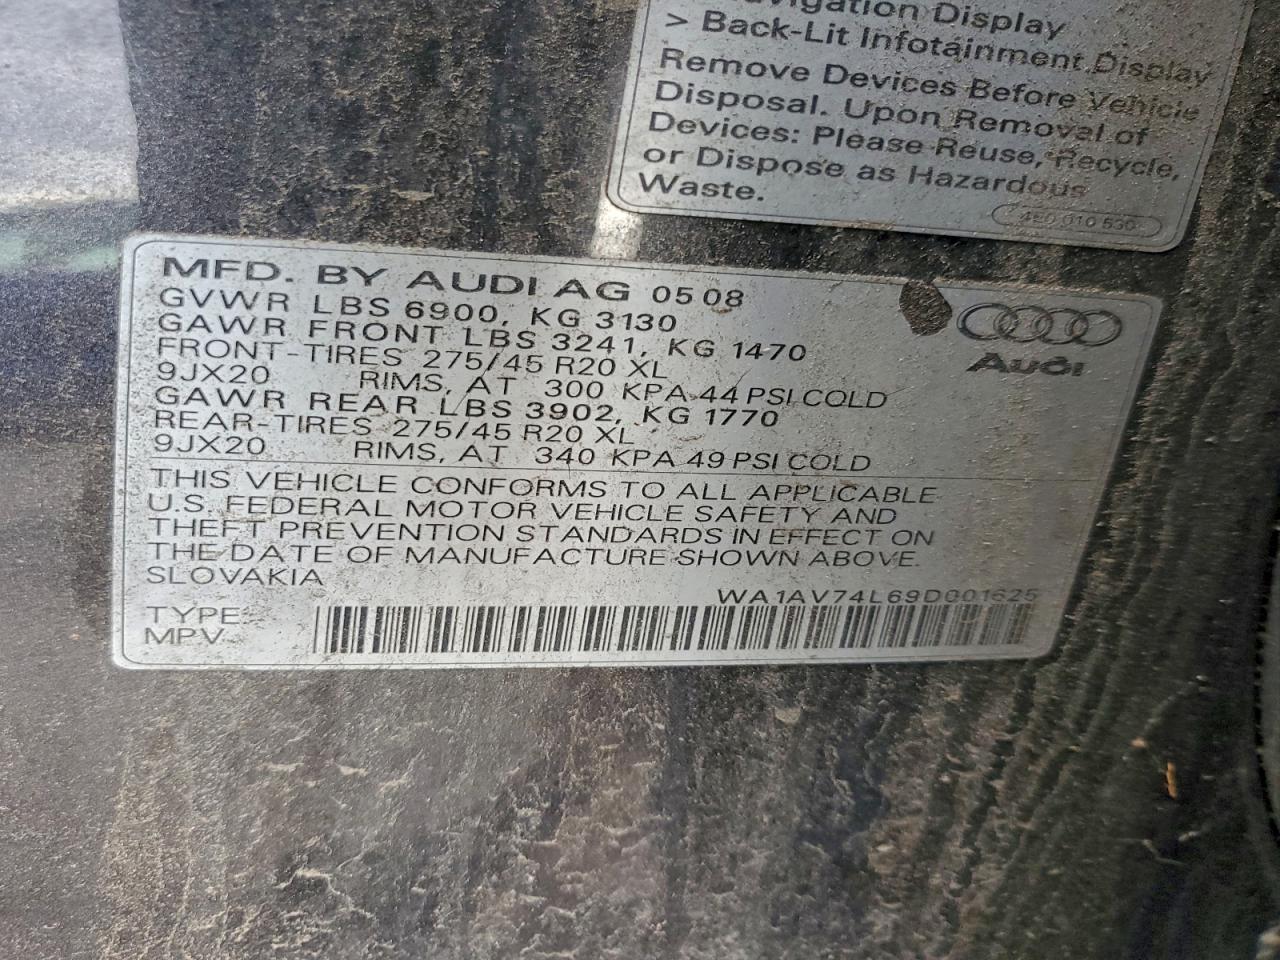 Display
> Back-Lit Infotainment Display
Remove Devices Before Vehicle
Disposal. Upon Removal of
Devices: Please Reuse, Recycle,
or Dispose as Hazardous
Waste.
MFD. BY AUDI AG 05 08
GVWR LBS 6900, KG 3130
GAWR FRONT LBS 3241, KG 1470
FRONT-TIRES 275/45 R20 XL
9JX20 RIMS, AT 300 KPA 44 PSI COLD
GAWR REAR LBS 3902, KG 1770
REAR-TIRES 275/45 R20 XL
9JX20 RIMS, AT 340 KPA 49 PSI COLD
Audi
THIS VEHICLE CONFORMS TO ALL APPLICABLE
U.S. FEDERAL MOTOR VEHICLE SAFETY AND
THEFT PREVENTION STANDARDS IN EFFECT ON
THE DATE OF MANUFACTURE SHOWN ABOVE.
SLOVAKIA
WA1AV74L69D001625
TYPE:
MPV